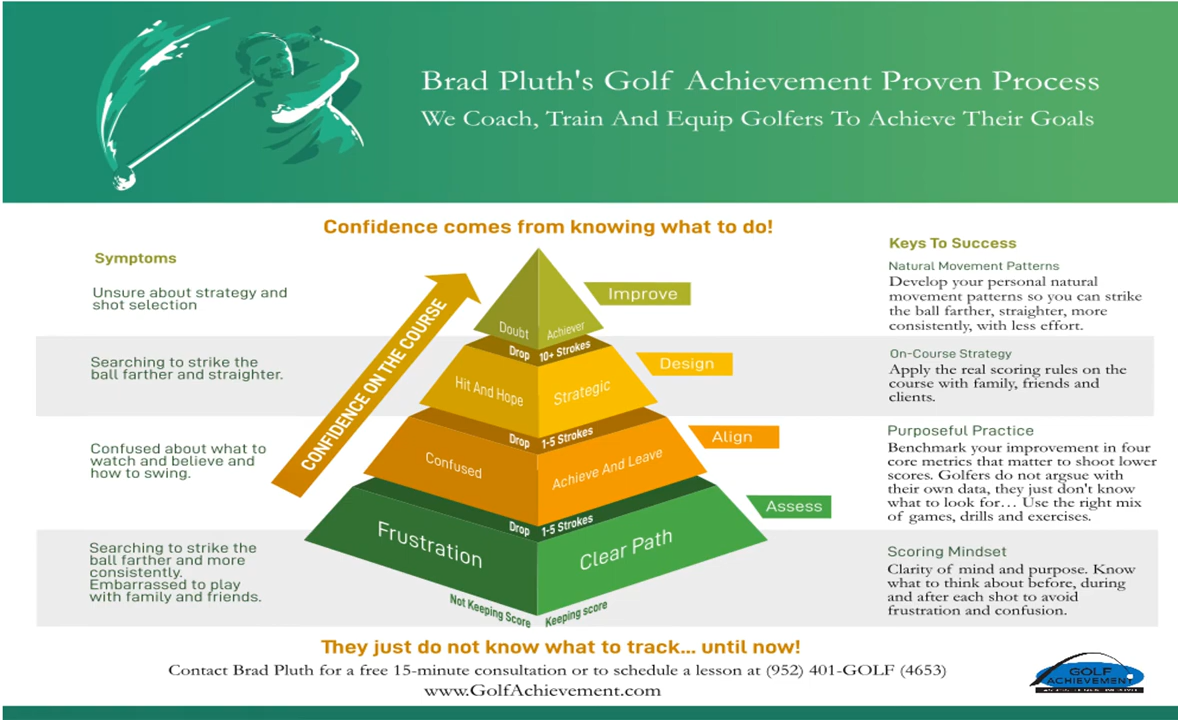 Brad Pluth's Golf Achievement Proven Process
We Coach, Train And Equip Golfers To Achieve Their Goals
Confidence comes from knowing what to do!
Symptoms
Unsure about strategy and
shot selection
Searching to strike the
ball farther and straighter.
Confused about what to
watch and believe and
how to swing.
Searching to strike the
ball farther and more
consistently.
Embarrassed to play
with family and friends.
CONFIDENCE ON THE COURSE
Doubt Achiever
Drop 10+ Strokes
Hit And Hope Strategic
Drop 1-5 Strokes
Confused Achieve And Leave
Drop 1-5 Strokes
Frustration Clear Path
Not Keeping Score Keeping score
Improve
Design
Align
Assess
Keys To Success
Natural Movement Patterns
Develop your personal natural
movement patterns so you can strike
the ball farther, straighter, more
consistently, with less effort.
On-Course Strategy
Apply the real scoring rules on the
course with family, friends and
clients.
Purposeful Practice
Benchmark your improvement in four
core metrics that matter to shoot lower
scores. Golfers do not argsue with
their own data, they just don't know
what to look for... Use the right mix
of games, drills and exercises.
Scoring Mindset
Clarity of mind and purpose. Know
what to think about before, during
and after each shot to avoid
frustration and confusion.
They just do not know what to track... until now!
Contact Brad Pluth for a free 15-minute consultation or to schedule a lesson at (952) 401-GOLF (4653)
www.GolfAchievement.com
GOLF
ACHIEVEMENT